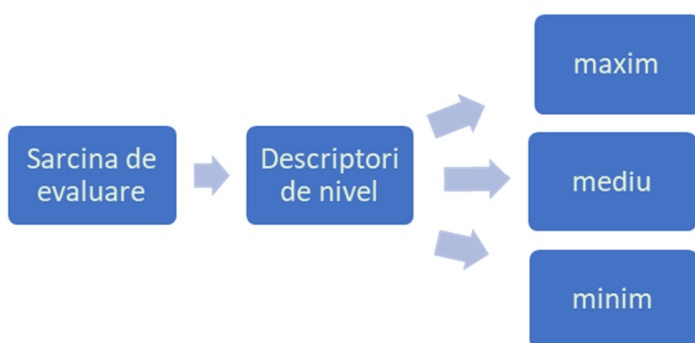 Sarcina de
evaluare
Descriptori
de nivel
maxim
mediu
minim